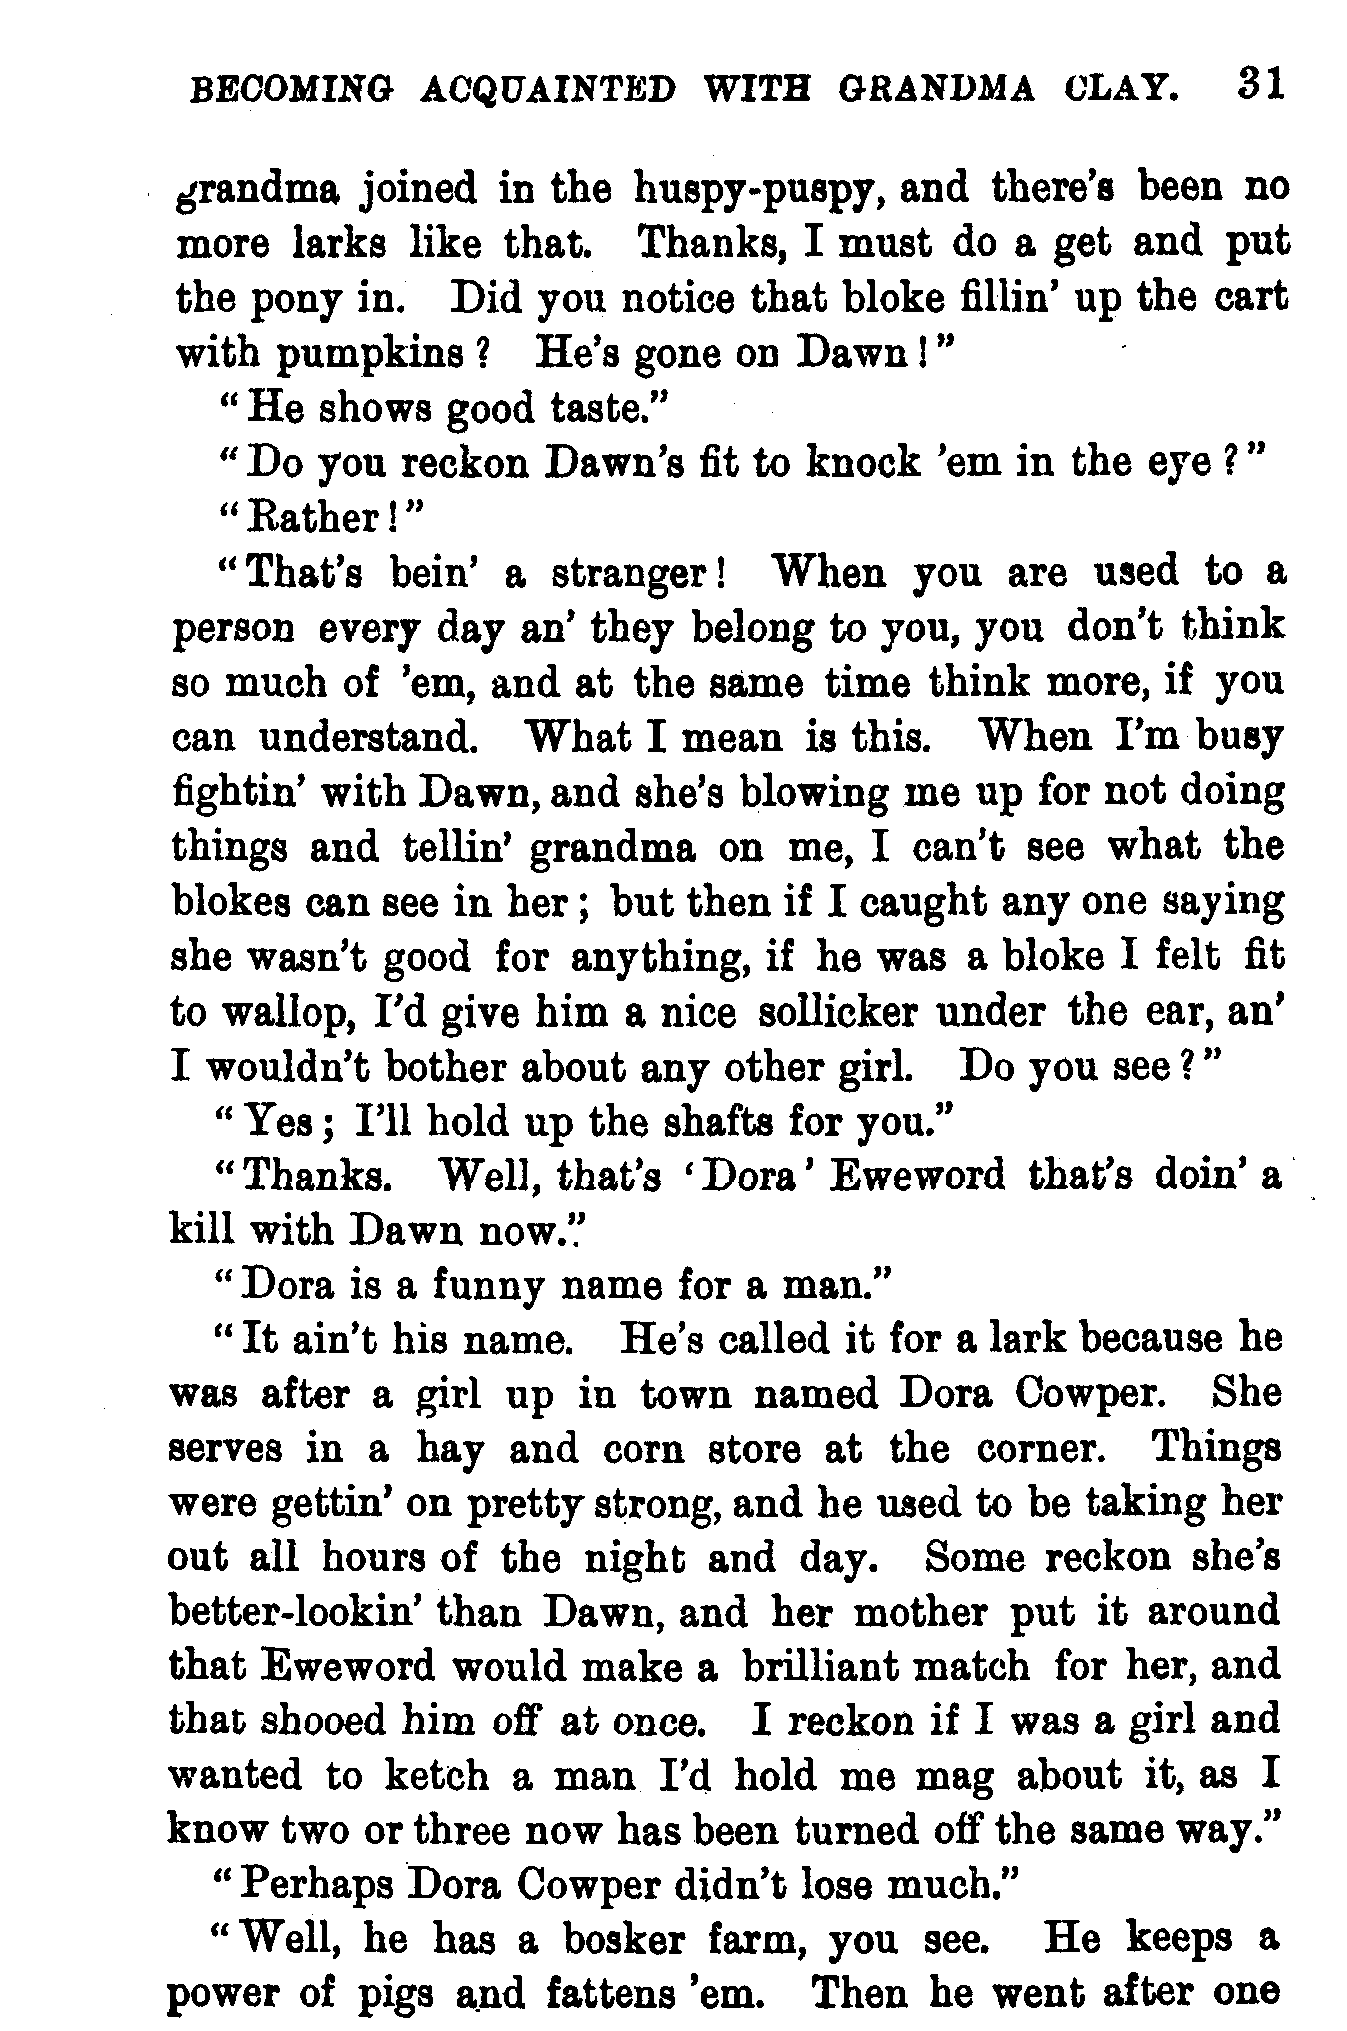 BECOMING ACQUAINTED WITH GRANDMA CLAY. 31
grandma joined in the huspy-puspy, and there's been no
more larks like that. Thanks, I must do a get and put
the pony in. Did you notice that bloke fillin' up the cart
with pumpkins? He's gone on Dawn!"
"He shows good taste."
"Do you reckon Dawn's fit to knock 'em in the eye?"
"Rather!"
"That's bein' a stranger! When you are used to a
person every day an' they belong to you, you don't think
so much of 'em, and at the same time think more, if you
can understand. What I mean is this. When I'm busy
fightin' with Dawn, and she's blowing me up for not doing
things and tellin' grandma on me, I can't see what the
blokes can see in her; but then if I caught any one saying
she wasn't good for anything, if he was a bloke I felt fit
to wallop, I'd give him a nice sollicker under the ear, an'
I wouldn't bother about any other girl. Do you see?"
"Yes; I'll hold up the shafts for you."
"Thanks. Well, that's 'Dora' Eweword that's doin' a
kill with Dawn now."
"Dora is a funny name for a man."
"It ain't his name. He's called it for a lark because he
was after a girl up in town named Dora Cowper. She
serves in a hay and corn store at the corner. Things
were gettin' on pretty strong, and he used to be taking her
out all hours of the night and day. Some reckon she's
better-lookin' than Dawn, and her mother put it around
that Eweword would make a brilliant match for her, and
that shooed him off at once. I reckon if I was a girl and
wanted to ketch a man I'd hold me mag about it, as I
know two or three now has been turned off the same way."
"Perhaps Dora Cowper didn't lose much."
"Well, he has a bosker farm, you see. He keeps a
power of pigs and fattens 'em. Then he went after one